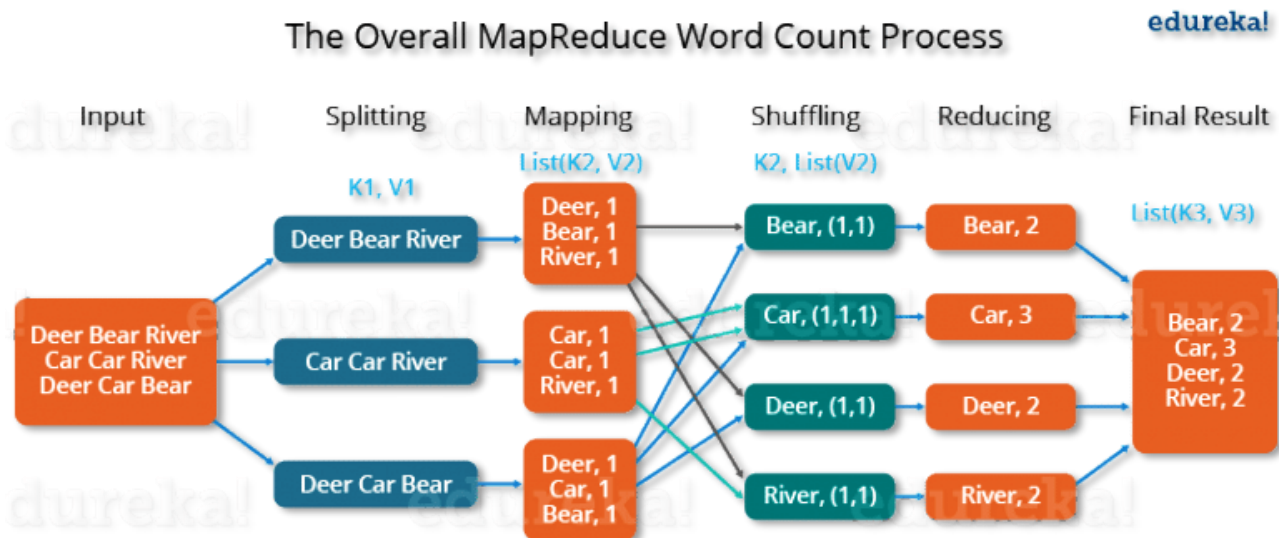 The Overall MapReduce Word Count Process
edureka!
Input
Splitting
Mapping
Shuffling
Reducing
Final Result
K1, V1
List(K2, V2)
K2, List(V2)
List(K3, V3)
Deer Bear River
Car Car River
Deer Car Bear
Deer Bear River
Car Car River
Deer Car Bear
Deer, 1
Bear, 1
River, 1
Car, 1
Car, 1
River, 1
Deer, 1
Car, 1
Bear, 1
Bear, (1,1)
Car, (1,1,1)
Deer, (1,1)
River, (1,1)
Bear, 2
Car, 3
Deer, 2
River, 2
Bear, 2
Car, 3
Deer, 2
River, 2